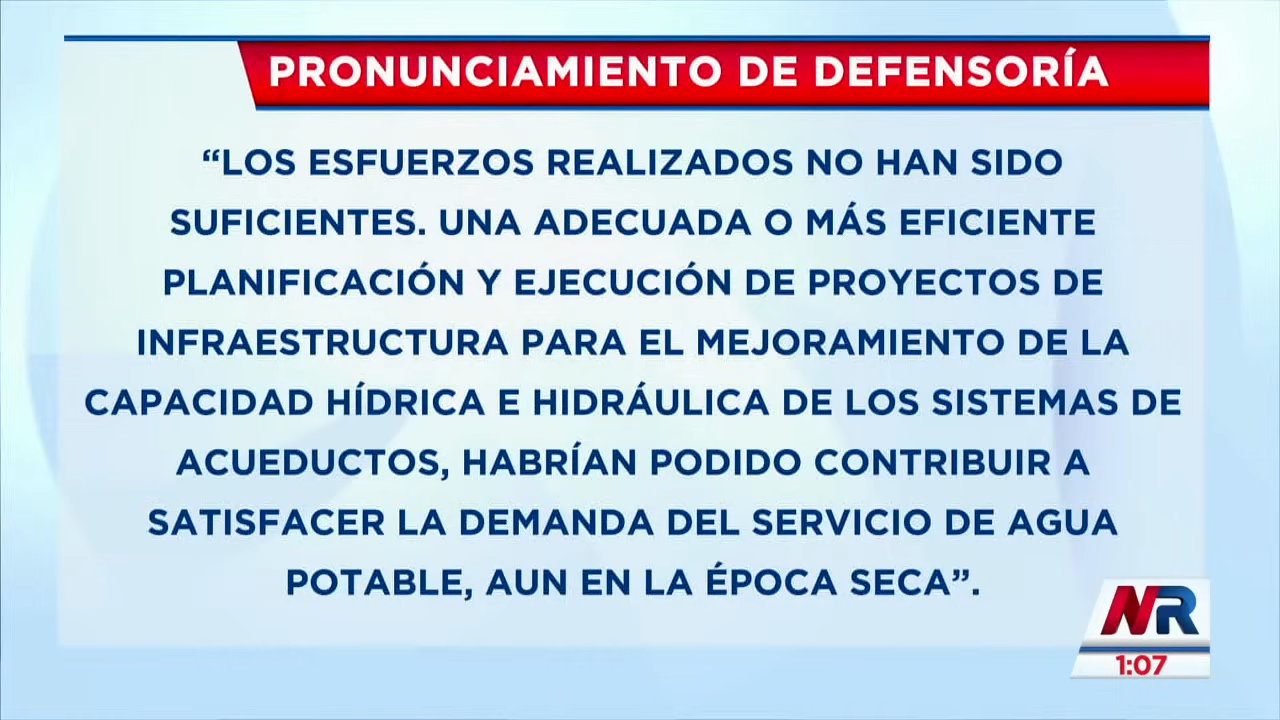 PRONUNCIAMIENTO DE DEFENSORÍA
“LOS ESFUERZOS REALIZADOS NO HAN SIDO
SUFICIENTES. UNA ADECUADA O MÁS EFICIENTE
PLANIFICACIÓN Y EJECUCIÓN DE PROYECTOS DE
INFRAESTRUCTURA PARA EL MEJORAMIENTO DE LA
CAPACIDAD HÍDRICA E HIDRÁULICA DE LOS SISTEMAS DE
ACUEDUCTOS, HABRÍAN PODIDO CONTRIBUIR A
SATISFACER LA DEMANDA DEL SERVICIO DE AGUA
POTABLE, AUN EN LA ÉPOCA SECA”.
NR
1:07